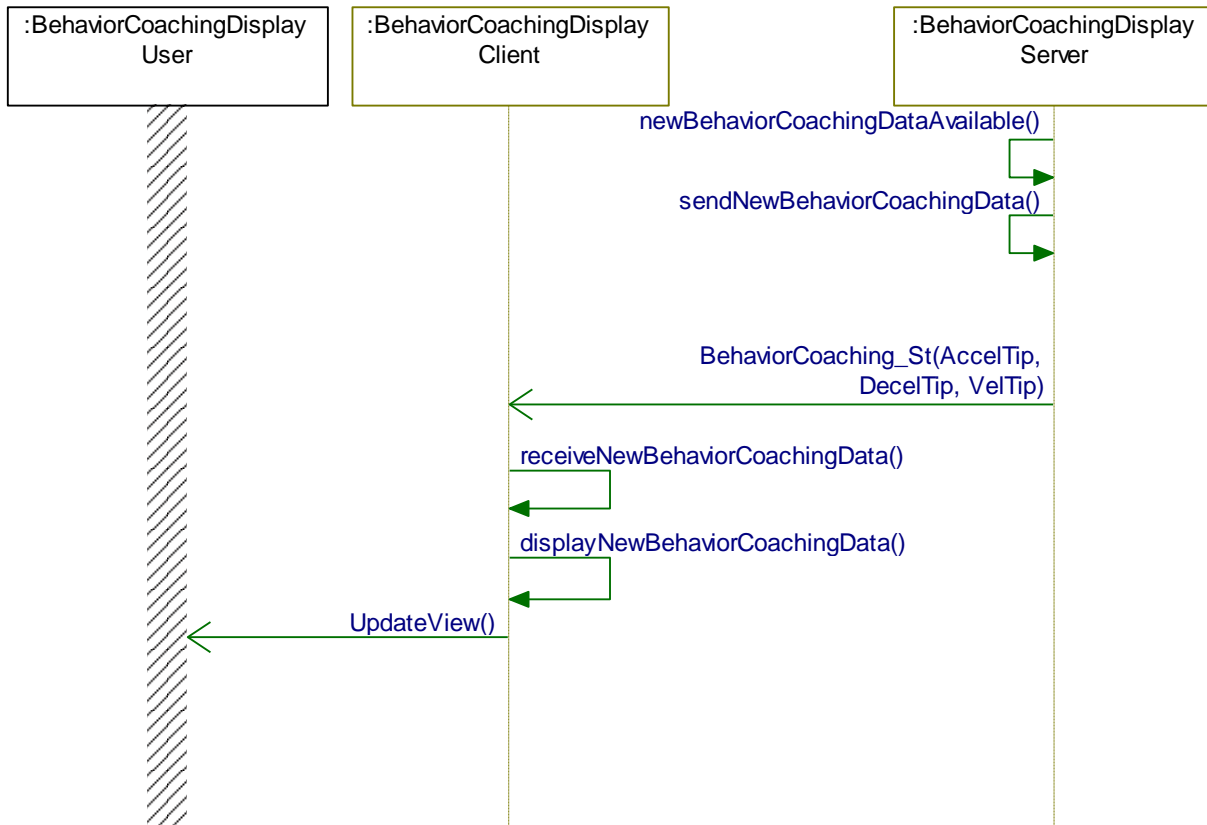 :BehaviorCoachingDisplay
User
:BehaviorCoachingDisplay
Client
:BehaviorCoachingDisplay
Server
newBehaviorCoachingDataAvailable()
sendNewBehaviorCoachingData()
BehaviorCoaching_St(AccelTip,
DecelTip, VelTip)
receiveNewBehaviorCoachingData()
displayNewBehaviorCoachingData()
UpdateView()